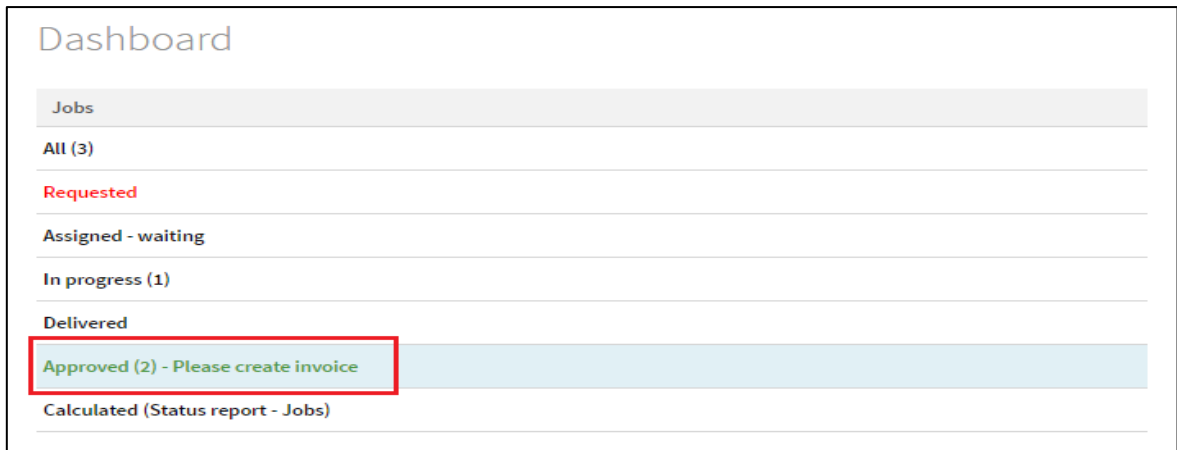 Dashboard
Jobs
All (3)
Requested
Assigned - waiting
In progress (1)
Delivered
Approved (2) - Please create invoice
Calculated (Status report - Jobs)